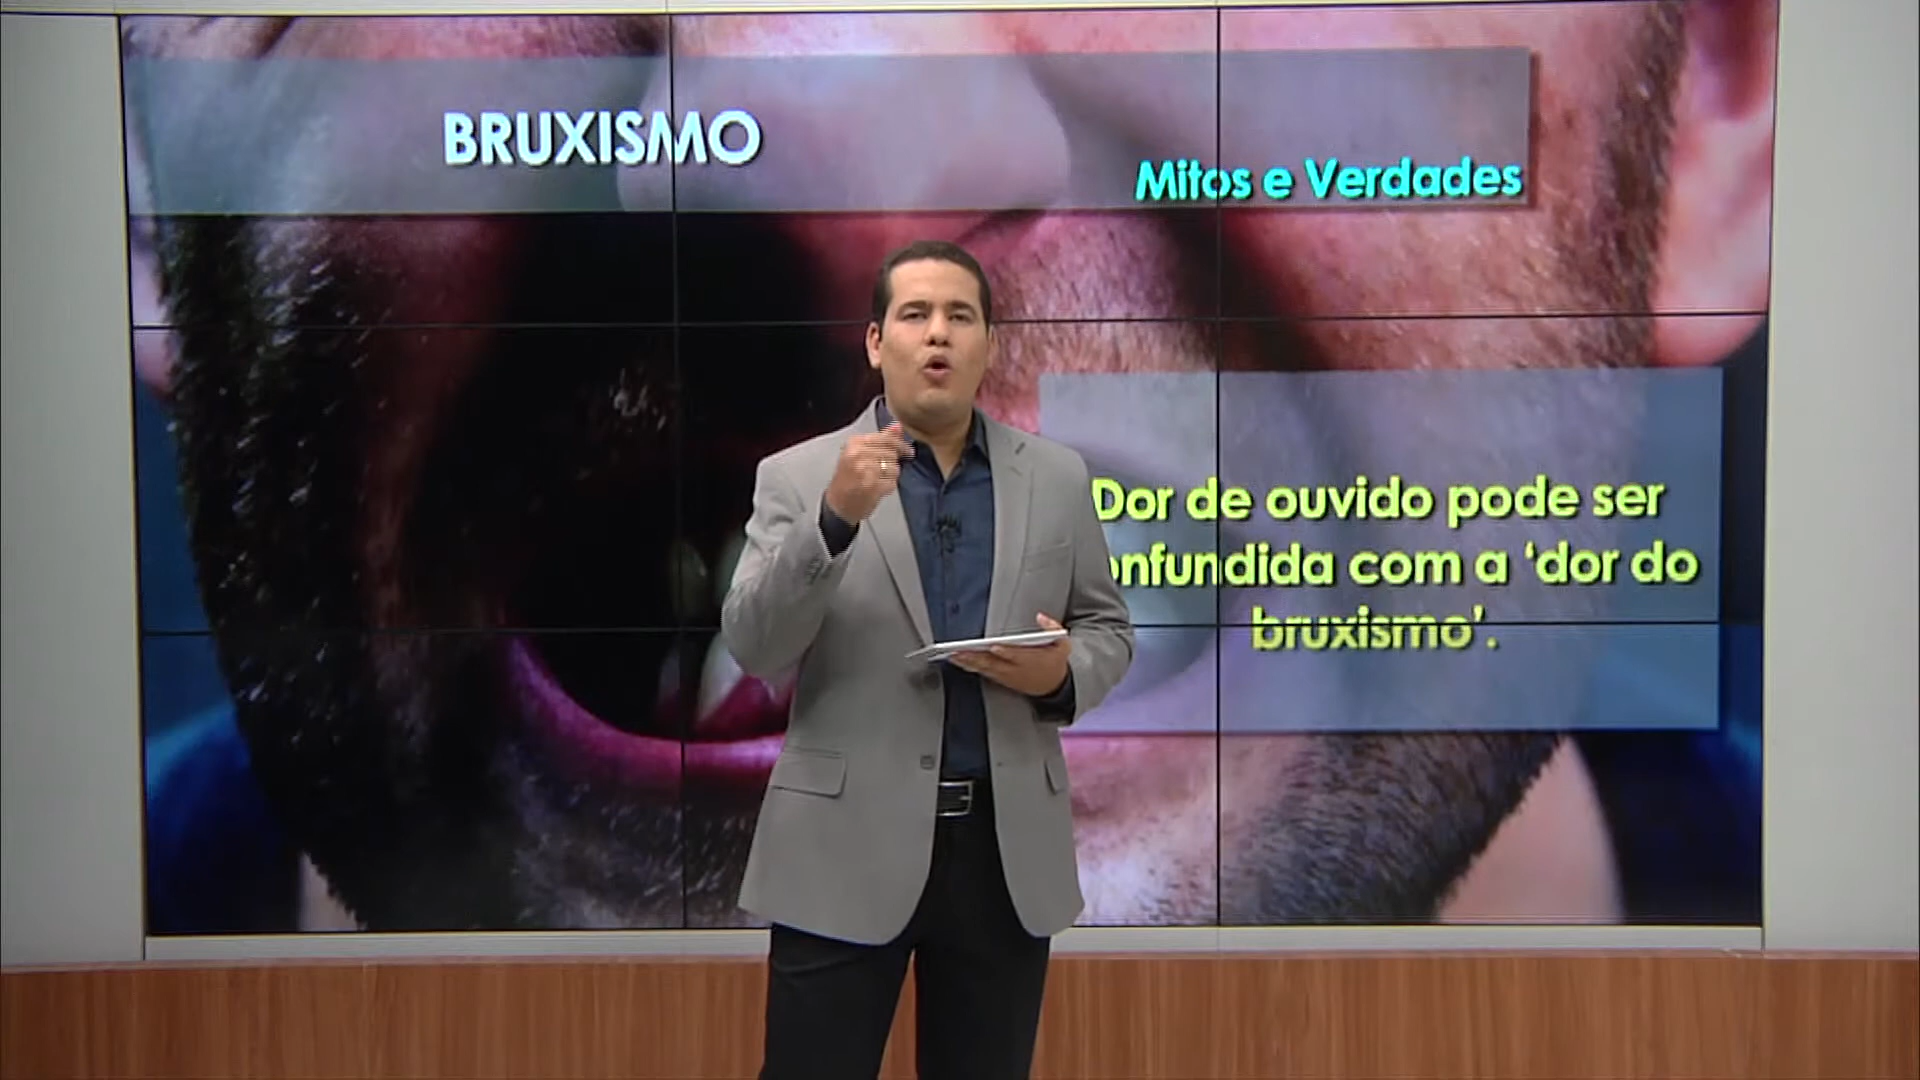 BRUXISMO
Mitos e Verdades
Dor de ouvido pode ser
onfundida com a ‘dor do
bruxismo’.